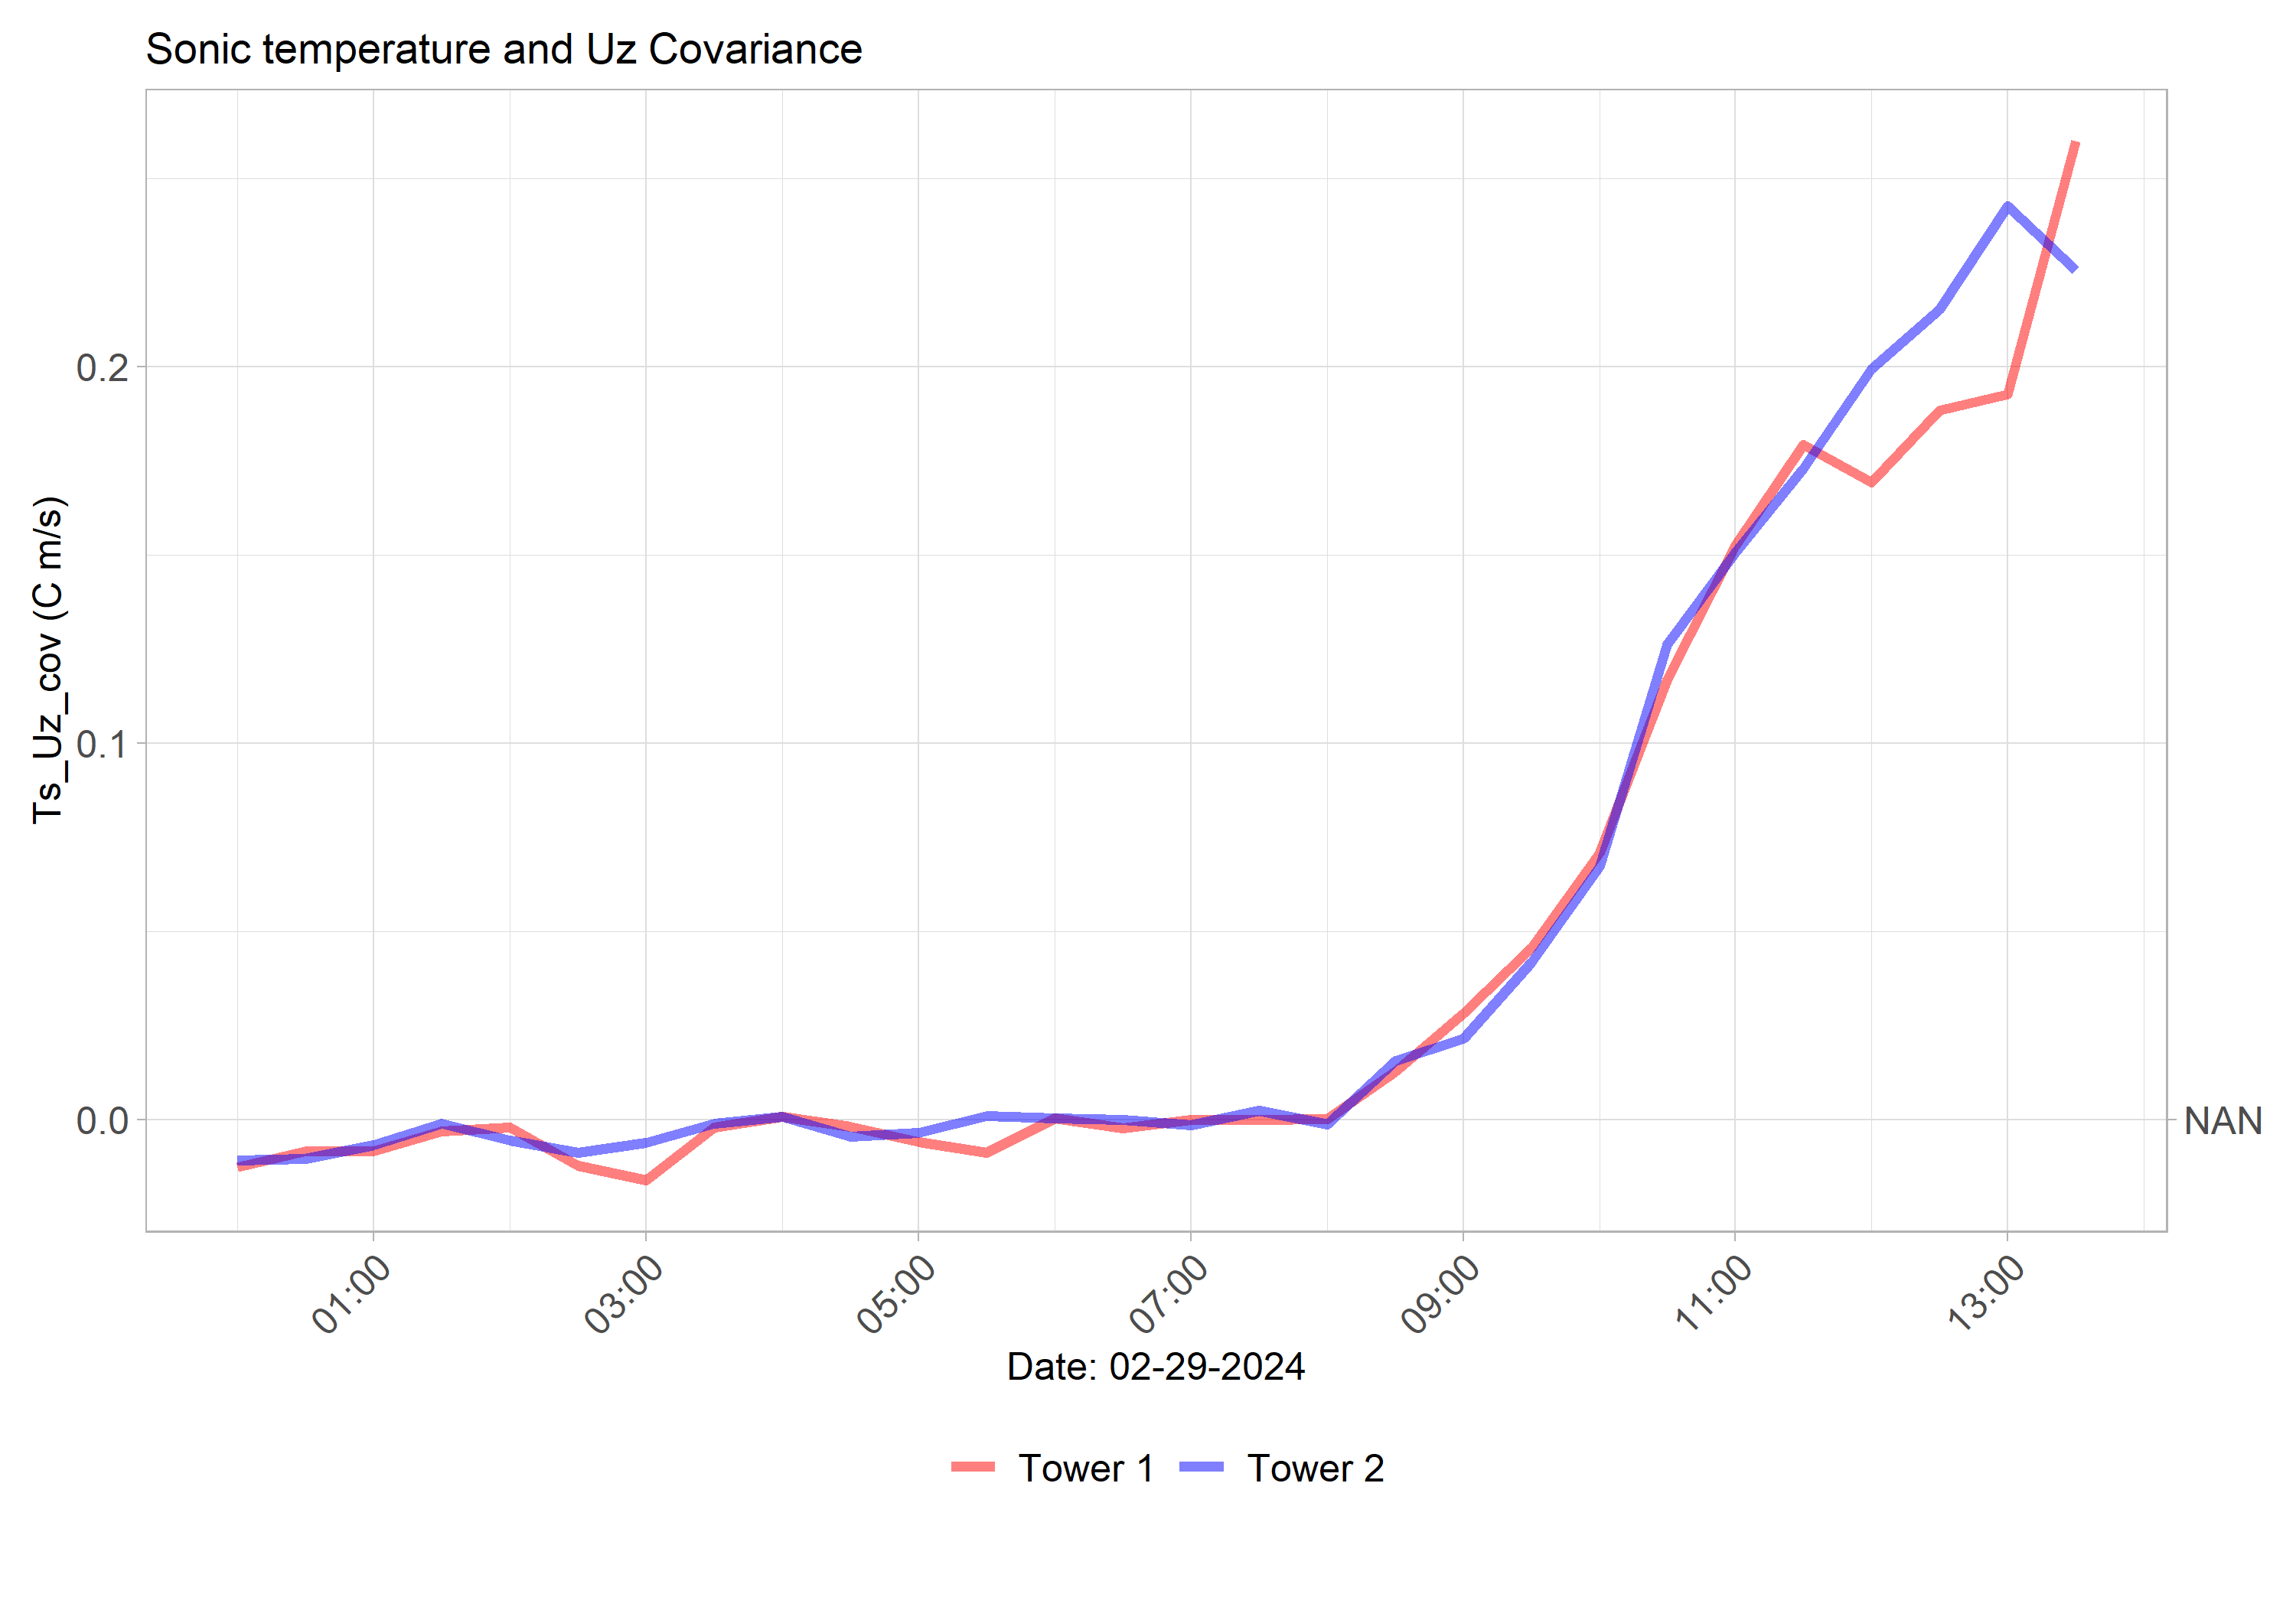 Sonic temperature and Uz Covariance
Ts_Uz_cov (C m/s)
0.2
0.1
0.0
NAN
01:00
03:00
05:00
07:00
09:00
11:00
13:00
Date: 02-29-2024
Tower 1
Tower 2